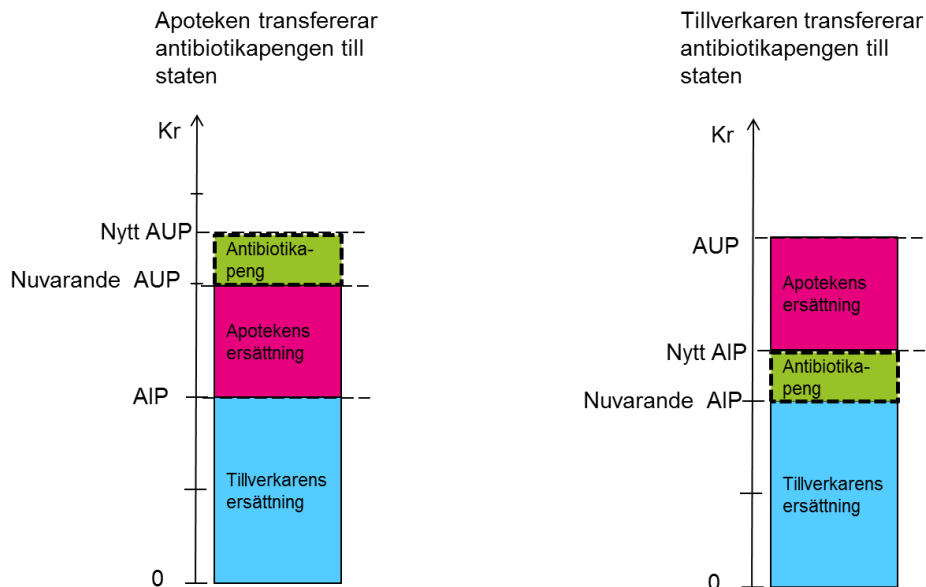 Apoteken transfererar
antibiotikapengen till
staten
Kr
Nytt AUP
Antibiotika-
peng
Nuvarande AUP
Apotekens
ersättning
AIP
Tillverkarens
ersättning
0
Tillverkaren transfererar
antibiotikapengen till
staten
Kr
AUP
Apotekens
ersättning
Nytt AIP
Antibiotika-
peng
Nuvarande AIP
Tillverkarens
ersättning
0